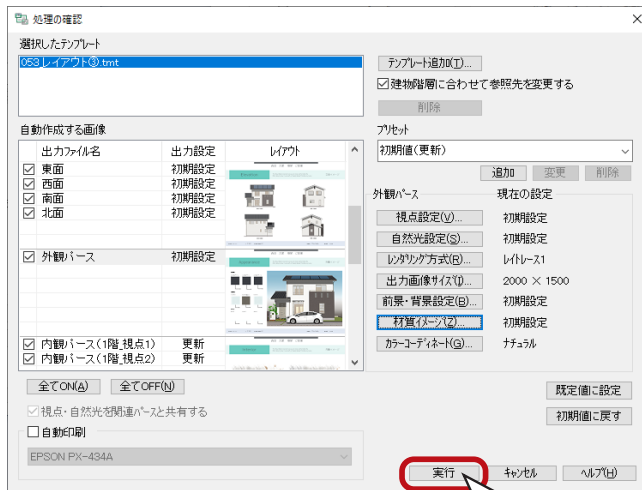 処理の確認
選択したテンプレート
053_レイアウト③.tmt
テンプレート追加(T)...
建物階層に合わせて参照先を変更する
削除
自動作成する画像
出力ファイル名 出力設定 レイアウト
東面 初期設定
西面 初期設定
南面 初期設定
北面 初期設定
外観パース 初期設定
内観パース(1階_視点1) 更新
内観パース(1階_視点2) 更新
プリセット
初期値(更新)
追加 変更 削除
外観パース 現在の設定
視点設定(V)... 初期設定
自然光設定(S)... 初期設定
レンダリング方式(R)... レイトレース1
出力画像サイズ(I)... 2000 × 1500
前景・背景設定(B)... 初期設定
材質イメージ(Z)... 初期設定
カラーコーディネート(G)... ナチュラル
全てON(A) 全てOFF(N)
視点・自然光を関連パースと共有する
自動印刷
EPSON PX-434A
既定値に設定
初期値に戻す
実行 キャンセル ヘルプ(H)